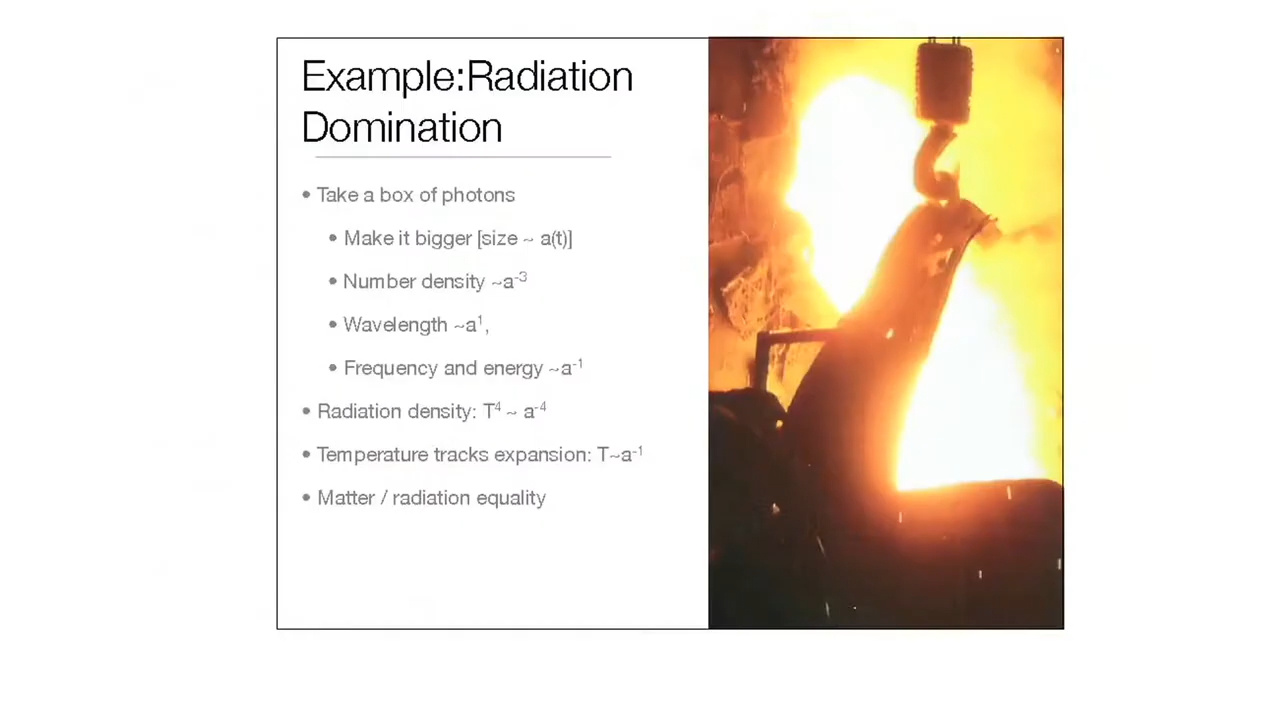 Example:Radiation
Domination
• Take a box of photons
• Make it bigger [size ~ a(t)]
• Number density ~a⁻³
• Wavelength ~a¹,
• Frequency and energy ~a⁻¹
• Radiation density: T⁴ ~ a⁻⁴
• Temperature tracks expansion: T~a⁻¹
• Matter / radiation equality